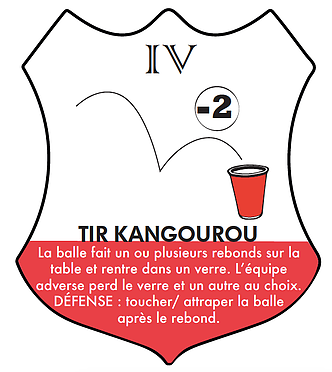 IV
-2
TIR KANGOUROU
La balle fait un ou plusieurs rebonds sur la
table et rentre dans un verre. L'équipe
adverse perd le verre et un autre au choix.
DÉFENSE : toucher/ attraper la balle
après le rebond.